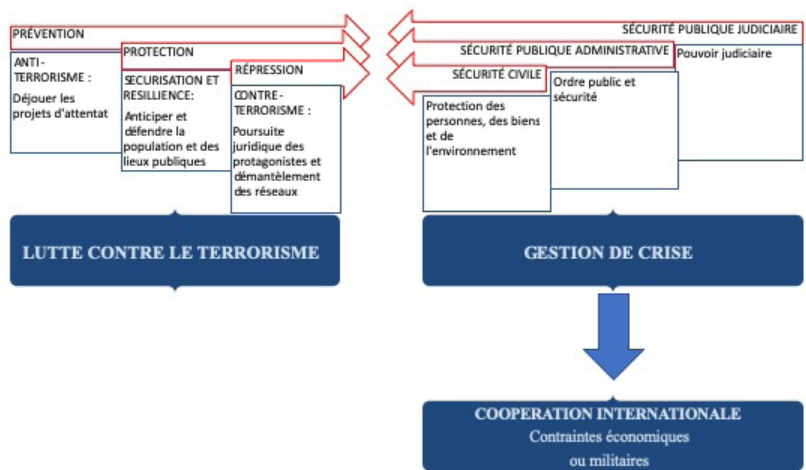 PRÉVENTION
ANTI-
TERRORISME :
Déjouer les
projets d'attentat
PROTECTION
SECURISATION ET
RESILLIENCE:
Anticiper et
défendre la
population et des
lieux publiques
RÉPRESSION
CONTRE-
TERRORISME :
Poursuite
juridique des
protagonistes et
démantèlement
des réseaux
LUTTE CONTRE LE TERRORISME
SÉCURITÉ PUBLIQUE JUDICIAIRE
Pouvoir judiciaire
SÉCURITÉ PUBLIQUE ADMINISTRATIVE
Ordre public et
sécurité
SÉCURITÉ CIVILE
Protection des
personnes, des biens
et de
l'environnement
GESTION DE CRISE
COOPERATION INTERNATIONALE
Contraintes économiques
ou militaires